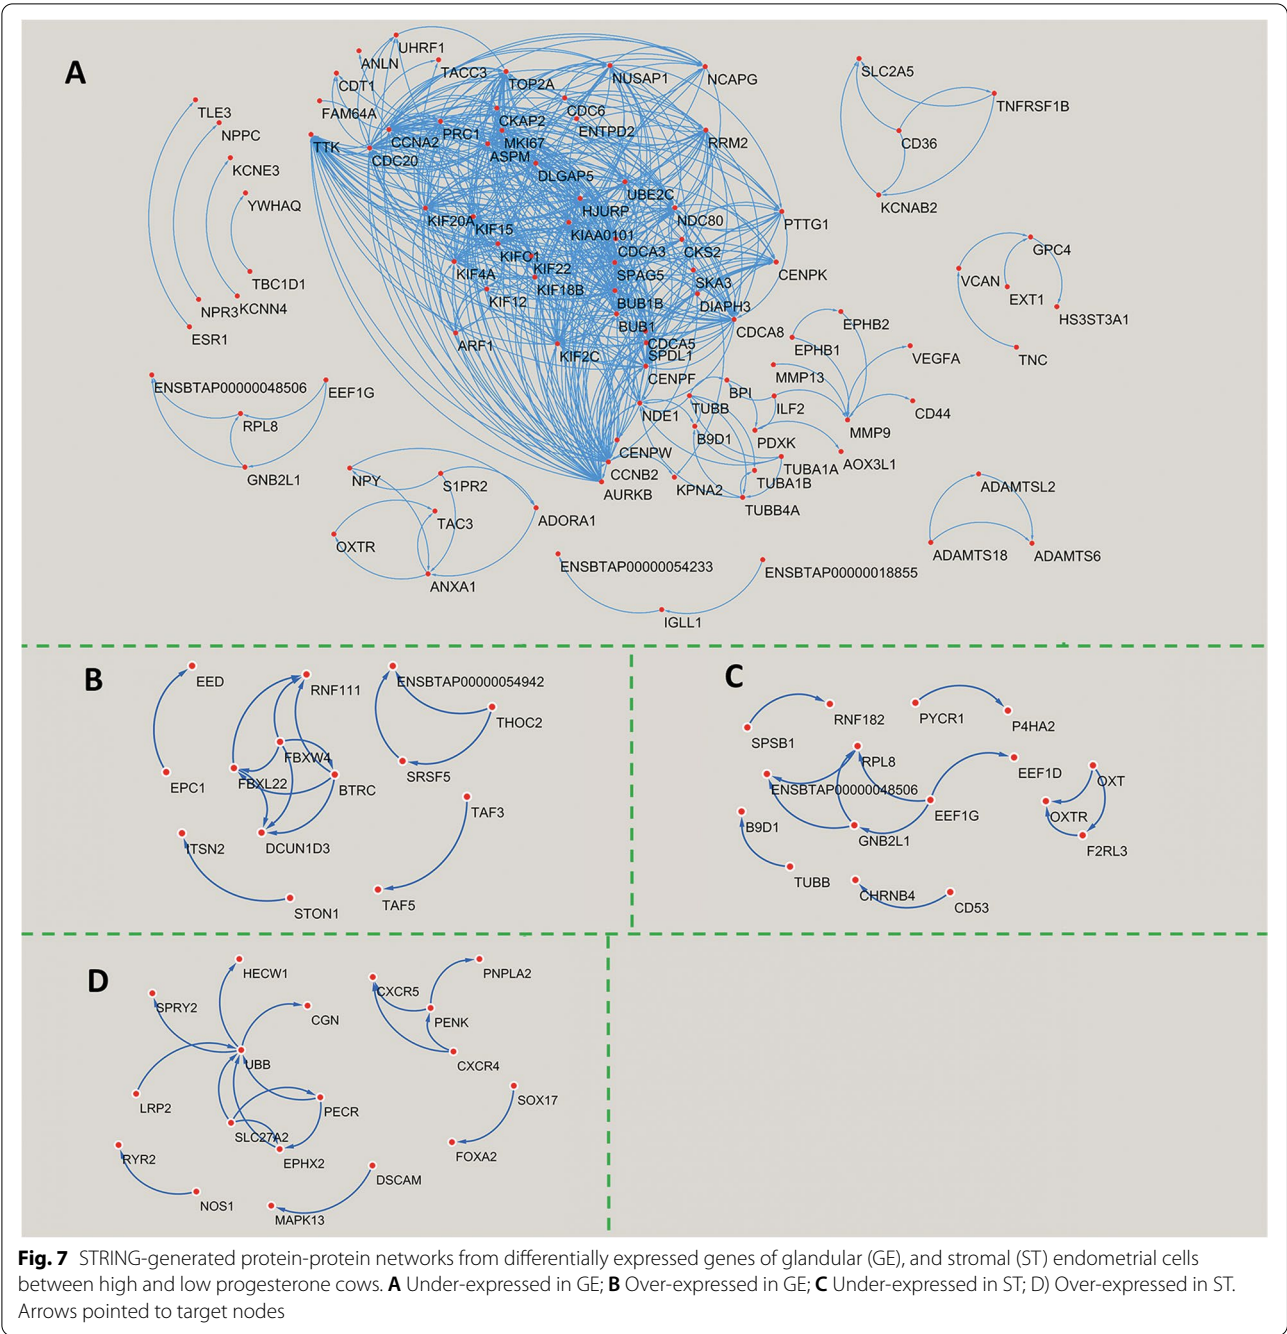 A
UHRF1
ANLN
TACC3
CDT1
TOP2A
NUSAP1
NCAPG
SLC2A5
FAM64A
CDC6
TNFRSF1B
TLE3
CKAP2
ENTPD2
NPPC
PRC1
CCNA2
MKI67
RRM2
CD36
TTK
CDC20
ASPM
KCNE3
DLGAP5
UBE2C
YWHAQ
HJURP
KCNAB2
KIF20A
KIF15
NDC80
PTTG1
KIAA0101
GPC4
KIFC1
CDCA3
CKS2
KIF4A
KIF22
SPAG5
CENPK
TBC1D1
SKA3
VCAN
KIF18B
EXT1
KIF12
BUB1B
DIAPH3
NPR3
KCNN4
HS3ST3A1
BUB1
EPHB2
ESR1
CDCA8
ARF1
CDCA5
EPHB1
KIF2C
SPDL1
VEGFA
TNC
CENPF
MMP13
ENSBTAP00000048506
EEF1G
BPI
NDE1
TUBB
ILF2
CD44
RPL8
B9D1
PDXK
MMP9
CENPW
CCNB2
TUBA1A
AOX3L1
GNB2L1
NPY
S1PR2
TUBA1B
AURKB
KPNA2
ADAMTSL2
TUBB4A
TAC3
ADORA1
OXTR
ADAMTS18
ADAMTS6
ENSBTAP00000054233
ENSBTAP00000018855
ANXA1
IGLL1
B
EED
RNF111
ENSBTAP00000054942
THOC2
FBXW4
EPC1
FBXL22
BTRC
SRSF5
TAF3
ITSN2
DCUN1D3
STON1
TAF5
C
RNF182
PYCR1
P4HA2
SPSB1
RPL8
EEF1D
OXT
ENSBTAP00000048506
EEF1G
OXTR
B9D1
GNB2L1
F2RL3
TUBB
CHRNB4
CD53
D
HECW1
PNPLA2
CXCR5
SPRY2
CGN
PENK
UBB
CXCR4
LRP2
PECR
SOX17
SLC27A2
RYR2
EPHX2
FOXA2
DSCAM
NOS1
MAPK13
Fig. 7 STRING-generated protein-protein networks from differentially expressed genes of glandular (GE), and stromal (ST) endometrial cells
between high and low progesterone cows. A Under-expressed in GE; B Over-expressed in GE; C Under-expressed in ST; D) Over-expressed in ST.
Arrows pointed to target nodes